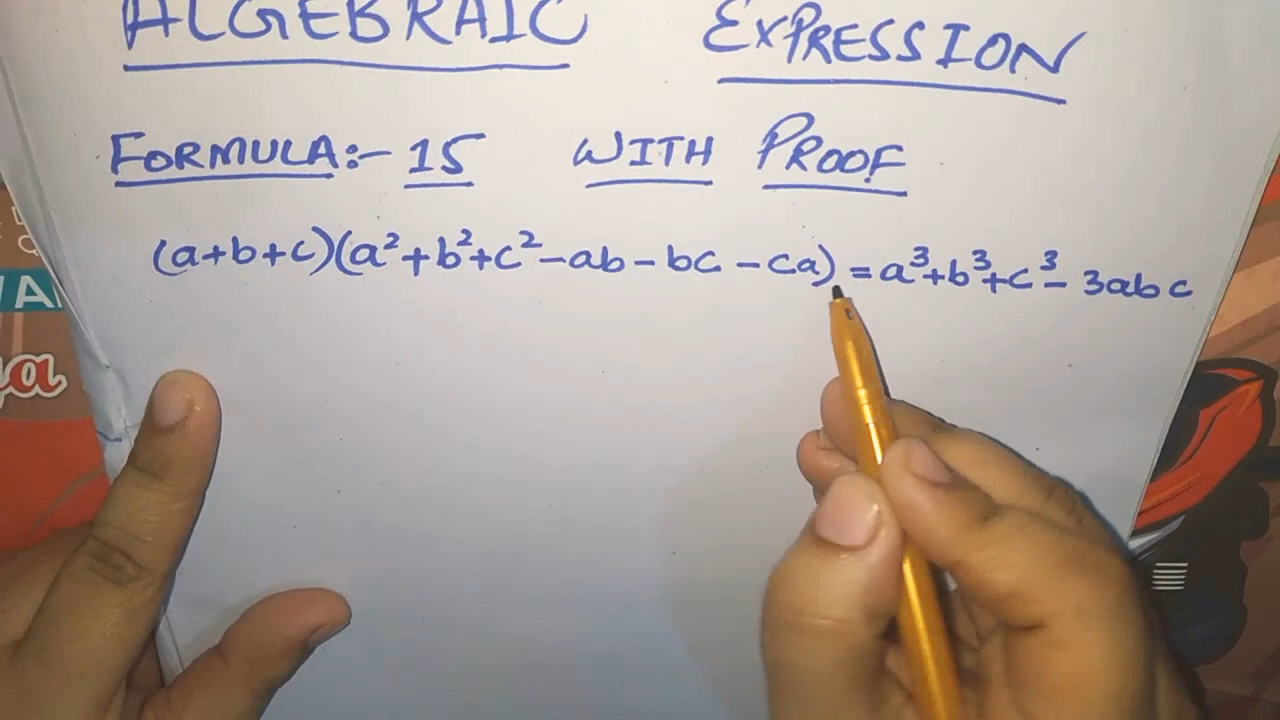 ALGEBRAIC EXPRESSION
FORMULA:- 15 WITH PROOF
(a+b+c)(a²+b²+c²-ab-bc-ca) = a³+b³+c³- 3abc